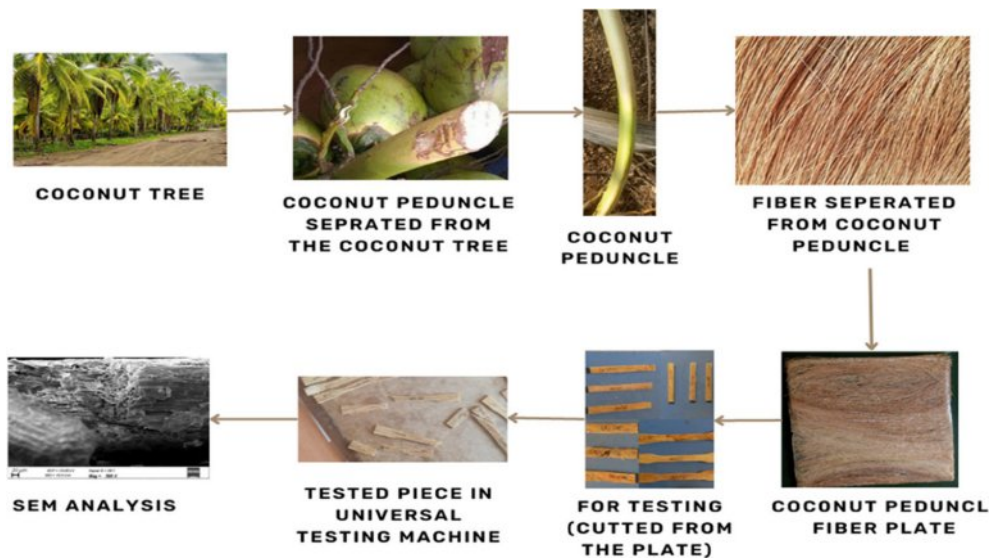 COCONUT TREE
COCONUT PEDUNCLE
SEPRATED FROM
THE COCONUT TREE
COCONUT
PEDUNCLE
FIBER SEPERATED
FROM COCONUT
PEDUNCLE
SEM ANALYSIS
TESTED PIECE IN
UNIVERSAL
TESTING MACHINE
FOR TESTING
(CUTTED FROM
THE PLATE)
COCONUT PEDUNCL
FIBER PLATE